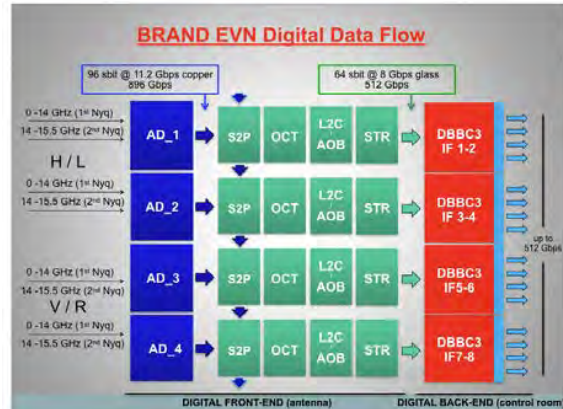 BRAND EVN Digital Data Flow
96 sbit @ 11.2 Gbps copper
896 Gbps
64 sbit @ 8 Gbps glass
512 Gbps
0 -14 GHz (1st Nyq)
14 -15.5 GHz (2nd Nyq)
AD_1
S2P
OCT
L2C
-
AOB
STR
DBBC3
IF 1-2
H / L
0 -14 GHz (1st Nyq)
14 -15.5 GHz (2nd Nyq)
AD_2
S2P
OCT
L2C
-
AOB
STR
DBBC3
IF 3-4
up to
512 Gbps
0 -14 GHz (1st Nyq)
14 -15.5 GHz (2nd Nyq)
AD_3
S2P
OCT
L2C
-
AOB
STR
DBBC3
IF5-6
V / R
0 -14 GHz (1st Nyq)
14 -15.5 GHz (2nd Nyq)
AD_4
S2P
OCT
L2C
-
AOB
STR
DBBC3
IF7-8
DIGITAL FRONT-END (antenna)
DIGITAL BACK-END (control room)